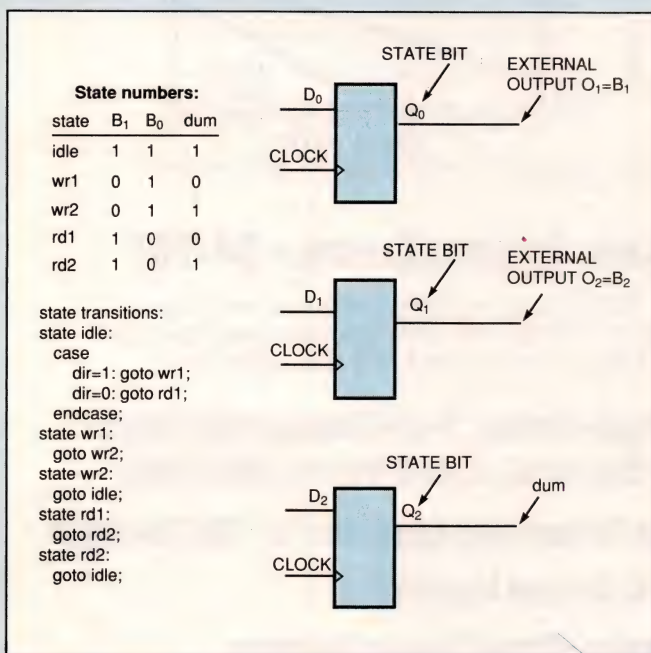 State numbers:
state B₁ B₀ dum
idle 1 1 1
wr1 0 1 0
wr2 0 1 1
rd1 1 0 0
rd2 1 0 1
state transitions:
state idle:
case
dir=1: goto wr1;
dir=0: goto rd1;
endcase;
state wr1:
goto wr2;
state wr2:
goto idle;
state rd1:
goto rd2;
state rd2:
goto idle;
STATE BIT
EXTERNAL
OUTPUT O₁=B₁
D₀
Q₀
CLOCK
STATE BIT
EXTERNAL
OUTPUT O₂=B₂
D₁
Q₁
CLOCK
STATE BIT
dum
D₂
Q₂
CLOCK